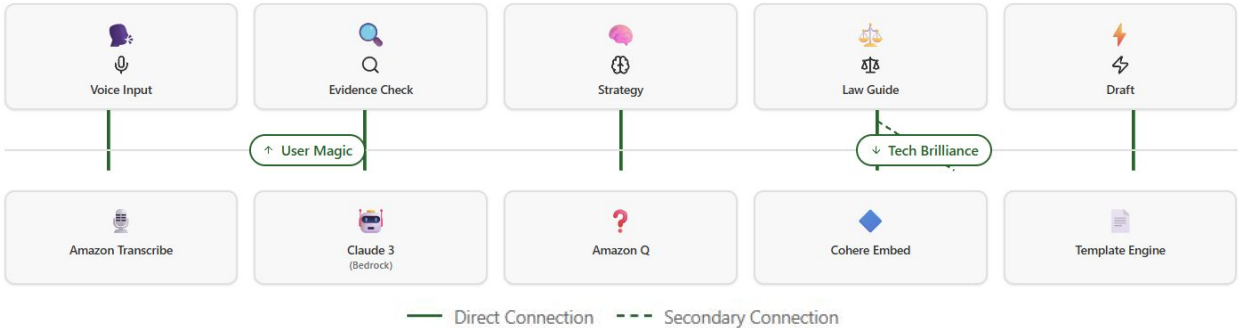 Voice Input
Evidence Check
Strategy
Law Guide
Draft
↑ User Magic
↓ Tech Brilliance
Amazon Transcribe
Claude 3
(Bedrock)
Amazon Q
Cohere Embed
Template Engine
Direct Connection
Secondary Connection